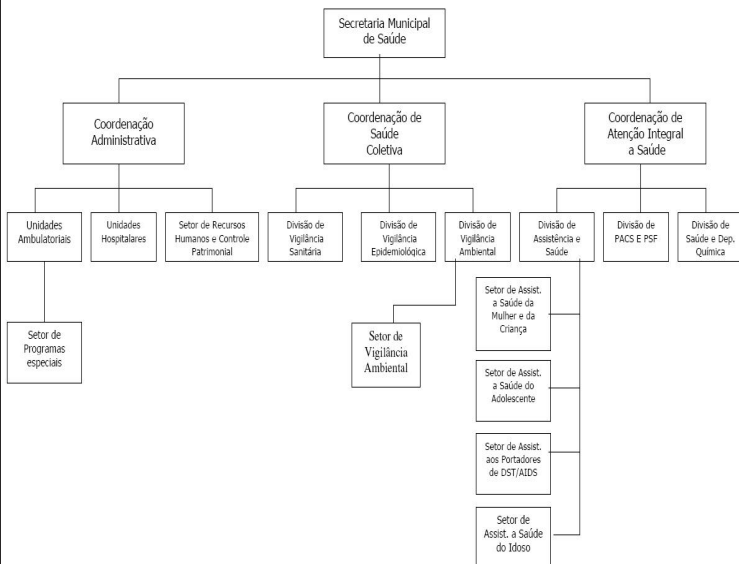 Secretaria Municipal
de Saúde
Coordenação
Administrativa
Coordenação de
Saúde
Coletiva
Coordenação de
Atenção Integral
a Saúde
Unidades
Ambulatoriais
Unidades
Hospitalares
Setor de Recursos
Humanos e Controle
Patrimonial
Divisão de
Vigilância
Sanitária
Divisão de
Vigilância
Epidemiológica
Divisão de
Vigilância
Ambiental
Divisão de
Assistência e
Saúde
Divisão de
PACS E PSF
Divisão de
Saúde e Dep.
Química
Setor de
Programas
especiais
Setor de
Vigilância
Ambiental
Setor de Assist.
a Saúde da
Mulher e da
Criança
Setor de Assist.
a Saúde do
Adolescente
Setor de Assist.
aos Portadores
de DST/AIDS
Setor de
Assist. a Saúde
do Idoso